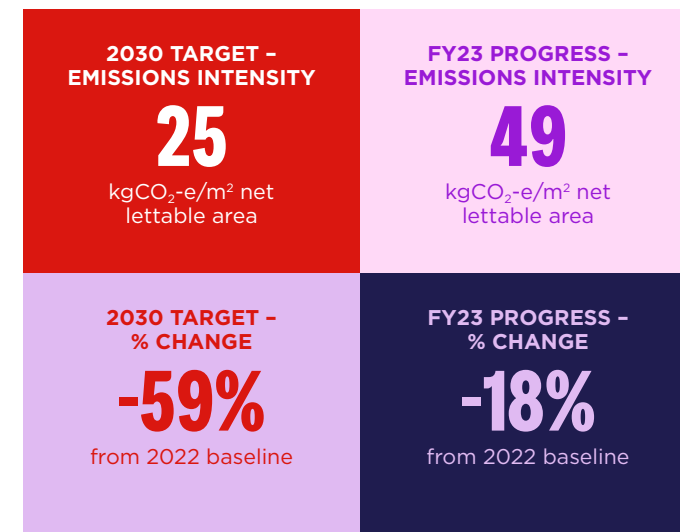 2030 TARGET –
EMISSIONS INTENSITY
25
kgCO₂-e/m² net
lettable area
FY23 PROGRESS –
EMISSIONS INTENSITY
49
kgCO₂-e/m² net
lettable area
2030 TARGET –
% CHANGE
-59%
from 2022 baseline
FY23 PROGRESS –
% CHANGE
-18%
from 2022 baseline